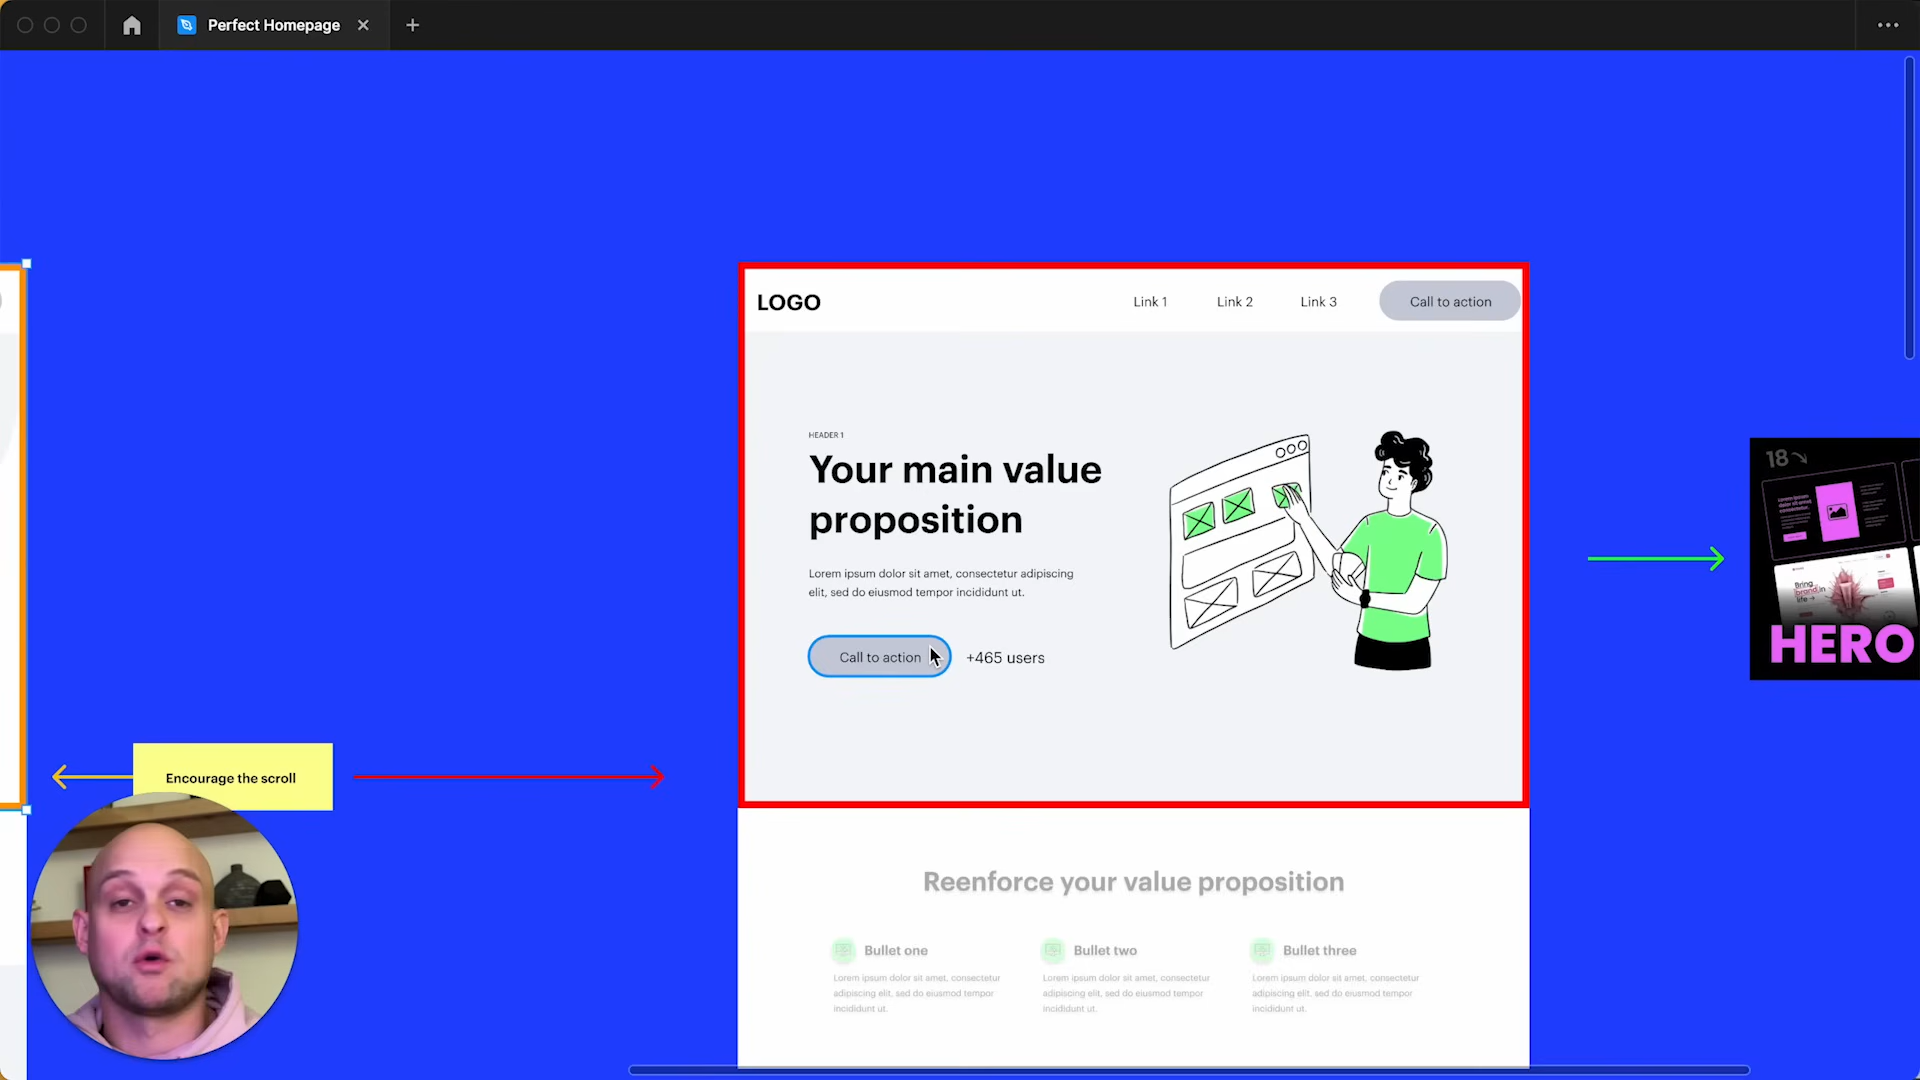 Perfect Homepage
LOGO
Link 1
Link 2
Link 3
Call to action
HEADER 1
Your main value
proposition
Lorem ipsum dolor sit amet, consectetur adipiscing
elit, sed do eiusmod tempor incididunt ut.
Call to action
+465 users
18
Bring
brand in
life
HERO
Encourage the scroll
Reenforce your value proposition
Bullet one
Lorem ipsum dolor sit amet, consectetur
adipiscing elit, sed do eiusmod tempor
incididunt ut.
Bullet two
Lorem ipsum dolor sit amet, consectetur
adipiscing elit, sed do eiusmod tempor
incididunt ut.
Bullet three
Lorem ipsum dolor sit amet, consectetur
adipiscing elit, sed do eiusmod tempor
incididunt ut.